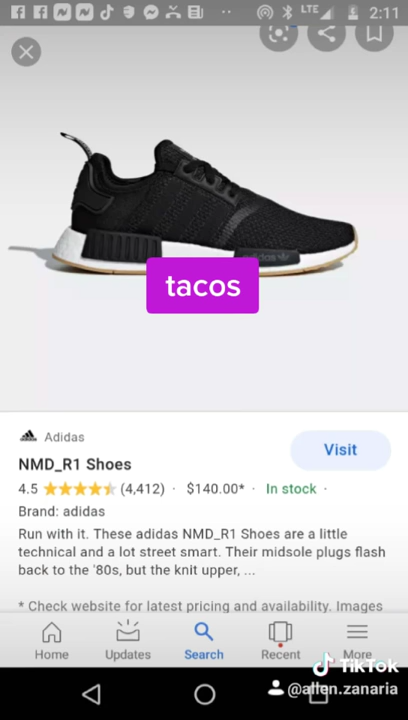 LTE 2:11
adidas
tacos
Adidas
Visit
NMD_R1 Shoes
4.5 (4,412) · $140.00* · In stock ·
Brand: adidas
Run with it. These adidas NMD_R1 Shoes are a little
technical and a lot street smart. Their midsole plugs flash
back to the '80s, but the knit upper, ...
* Check website for latest pricing and availability. Images
Home Updates Search Recent More
TikTok
@allen.zanaria